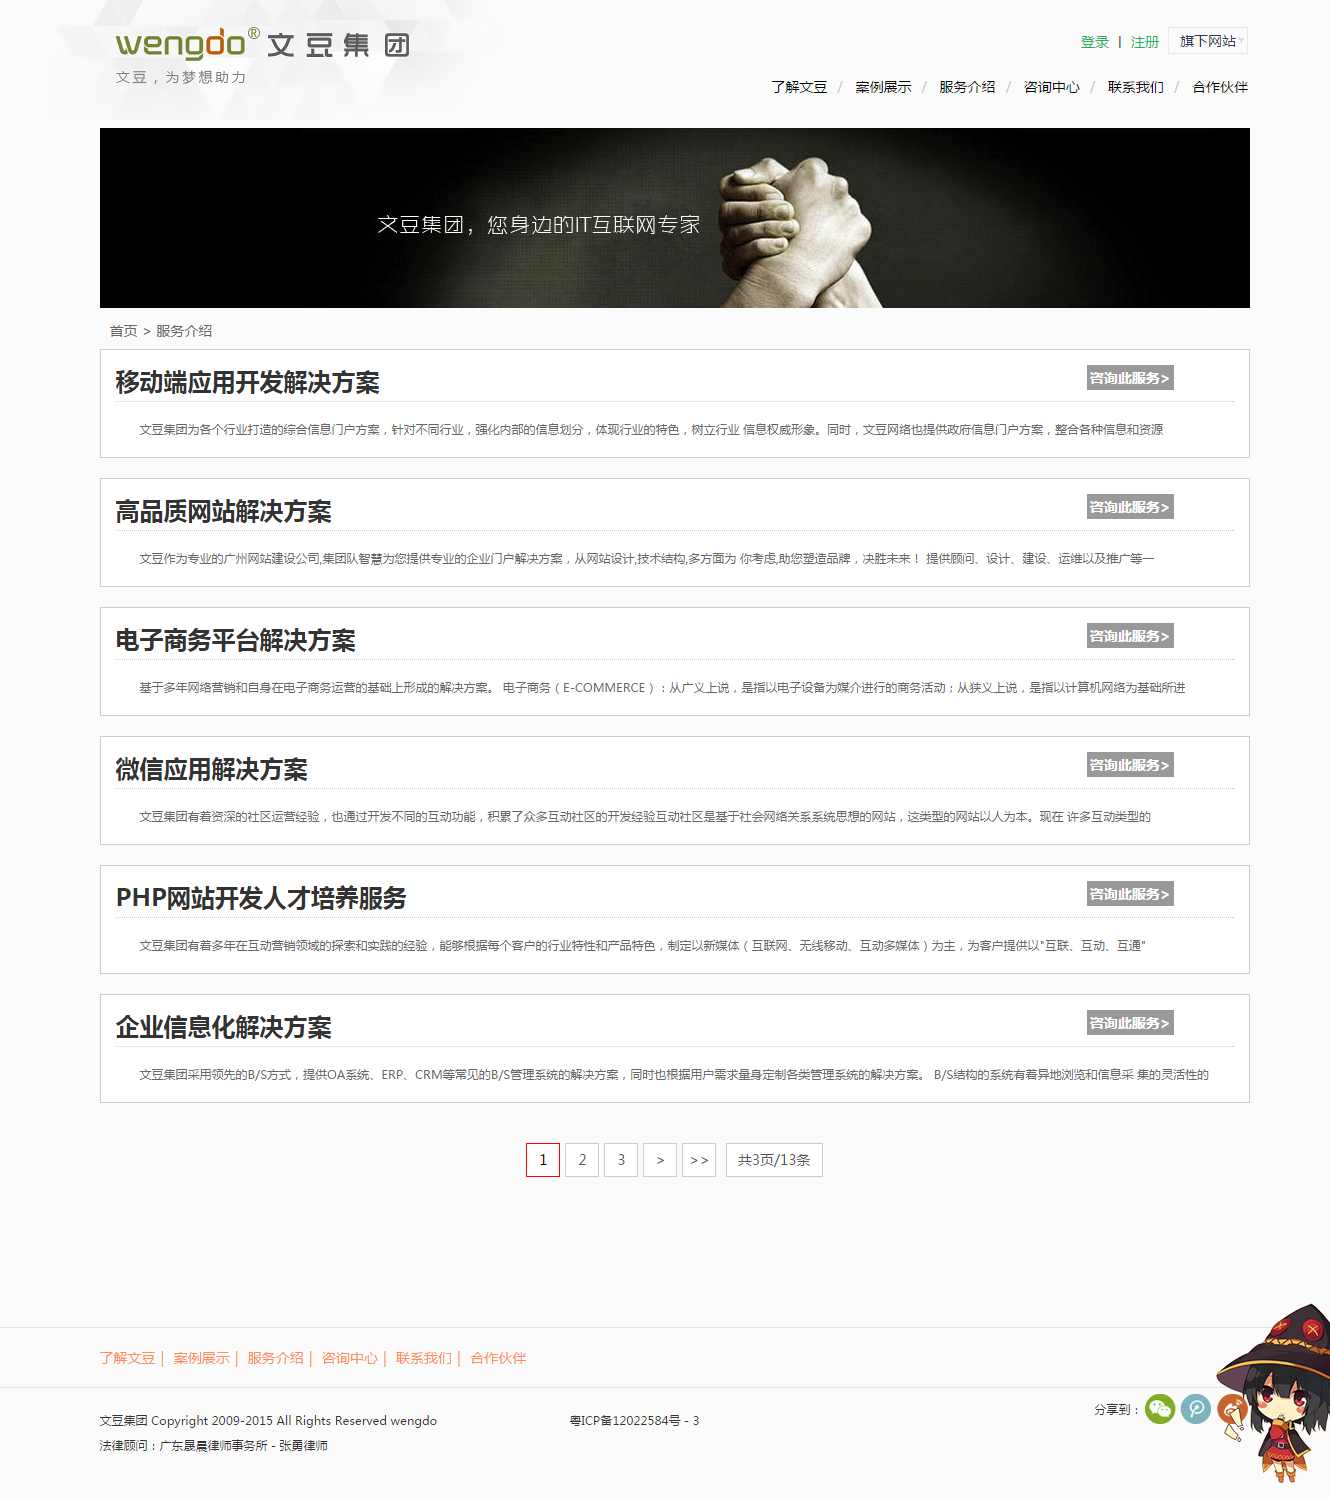 wengdo® 文豆集团
文豆，为梦想助力
登录 | 注册 旗下网站
了解文豆 / 案例展示 / 服务介绍 / 咨询中心 / 联系我们 / 合作伙伴
文豆集团，您身边的IT互联网专家
首页 > 服务介绍
移动端应用开发解决方案 咨询此服务>
文豆集团为各个行业打造的综合信息门户方案，针对不同行业，强化内部的信息划分，体现行业的特色，树立行业 信息权威形象。同时，文豆网络也提供政府信息门户方案，整合各种信息和资源
高品质网站解决方案 咨询此服务>
文豆作为专业的广州网站建设公司,集团队智慧为您提供专业的企业门户解决方案，从网站设计,技术结构,多方面为 你考虑,助您塑造品牌，决胜未来！ 提供顾问、设计、建设、运维以及推广等一
电子商务平台解决方案 咨询此服务>
基于多年网络营销和自身在电子商务运营的基础上形成的解决方案。 电子商务（E-COMMERCE）：从广义上说，是指以电子设备为媒介进行的商务活动；从狭义上说，是指以计算机网络为基础所进
微信应用解决方案 咨询此服务>
文豆集团有着资深的社区运营经验，也通过开发不同的互动功能，积累了众多互动社区的开发经验互动社区是基于社会网络关系系统思想的网站，这类型的网站以人为本。现在 许多互动类型的
PHP网站开发人才培养服务 咨询此服务>
文豆集团有着多年在互动营销领域的探索和实践的经验，能够根据每个客户的行业特性和产品特色，制定以新媒体（互联网、无线移动、互动多媒体）为主，为客户提供以"互联、互动、互通"
企业信息化解决方案 咨询此服务>
文豆集团采用领先的B/S方式，提供OA系统、ERP、CRM等常见的B/S管理系统的解决方案，同时也根据用户需求量身定制各类管理系统的解决方案。 B/S结构的系统有着异地浏览和信息采 集的灵活性的
1 2 3 > >> 共3页/13条
了解文豆 | 案例展示 | 服务介绍 | 咨询中心 | 联系我们 | 合作伙伴
文豆集团 Copyright 2009-2015 All Rights Reserved wengdo 粤ICP备12022584号 - 3 分享到：
法律顾问：广东晟晨律师事务所 - 张勇律师